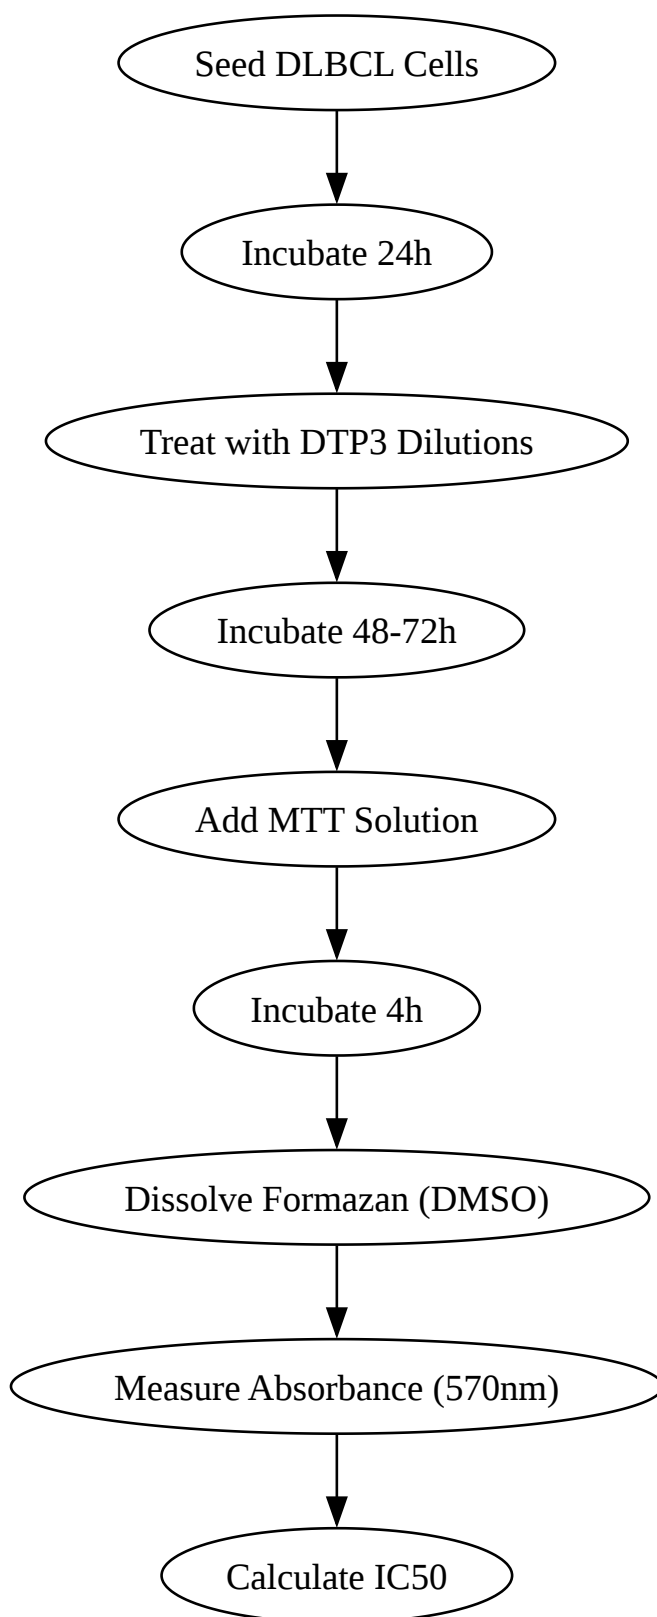 Seed DLBCL Cells
Incubate 24h
Treat with DTP3 Dilutions
Incubate 48-72h
Add MTT Solution
Incubate 4h
Dissolve Formazan (DMSO)
Measure Absorbance (570nm)
Calculate IC50